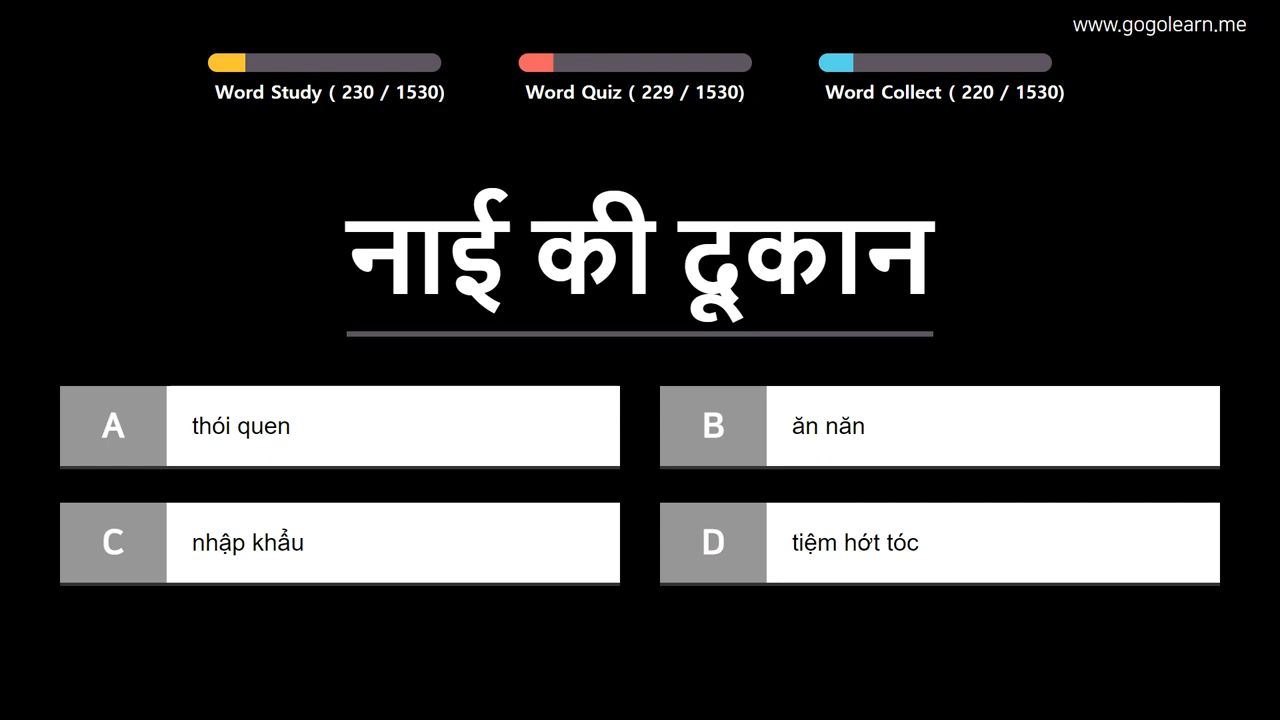 www.gogolearn.me
Word Study ( 230 / 1530)
Word Quiz ( 229 / 1530)
Word Collect ( 220 / 1530)
नाई की दूकान
A thói quen
B ăn năn
C nhập khẩu
D tiệm hớt tóc